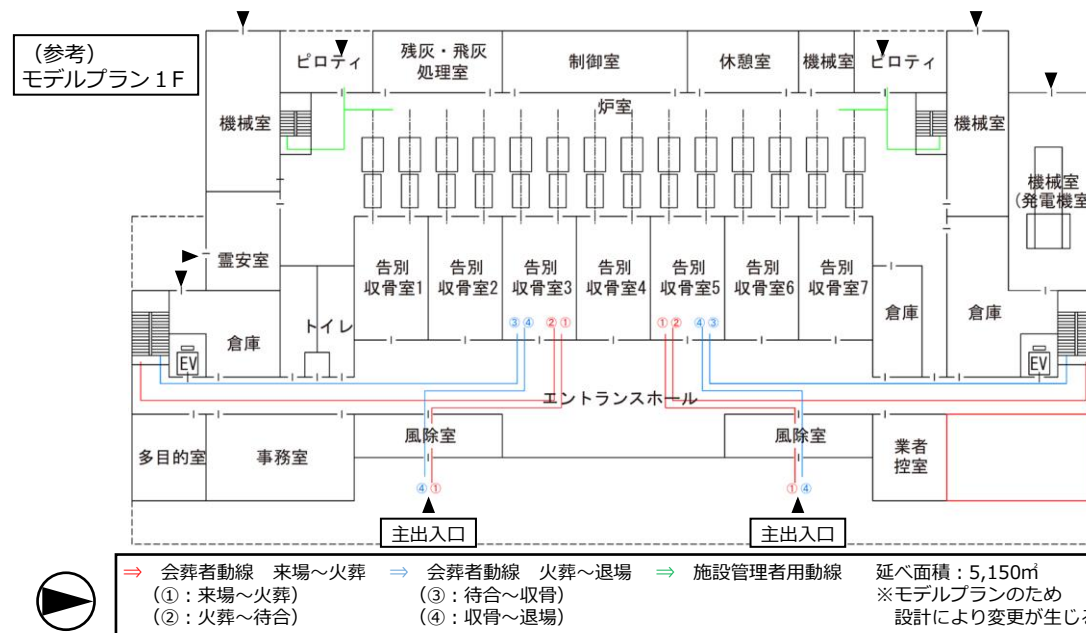 (参考)
モデルプラン1F
ピロティ
残灰・飛灰
処理室
制御室
休憩室
機械室
ピロティ
炉室
機械室
機械室
機械室
(発電機室
霊安室
告別
収骨室1
告別
収骨室2
告別
収骨室3
告別
収骨室4
告別
収骨室5
告別
収骨室6
告別
収骨室7
倉庫
トイレ
倉庫
倉庫
③④ ②① ①② ④③
EV
EV
エントランスホール
多目的室
事務室
風除室
風除室
業者
控室
④① ①④
主出入口
主出入口
⇒ 会葬者動線 来場~火葬 ⇒ 会葬者動線 火葬~退場 ⇒ 施設管理者用動線 延べ面積:5,150㎡
(①:来場~火葬) (③:待合~収骨) ※モデルプランのため
(②:火葬~待合) (④:収骨~退場) 設計により変更が生じる